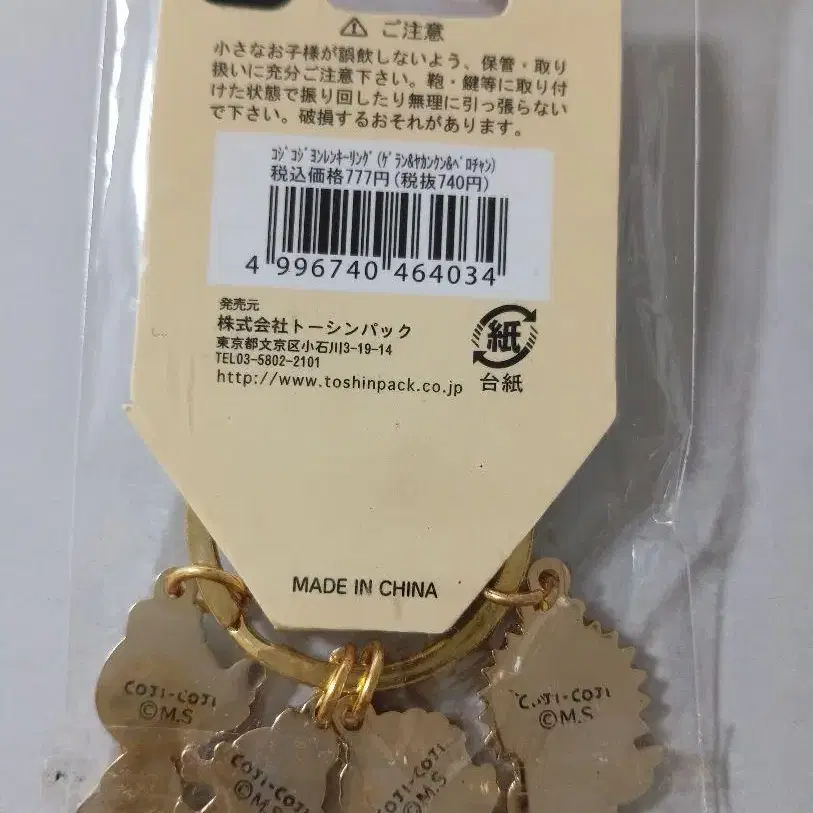 ⚠ ご注意
小さなお子様が誤飲しないよう、保管・取り
扱いに充分ご注意下さい。鞄・鍵等に取り付
けた状態で振り回したり無理に引っ張らない
で下さい。破損するおそれがあります。
ｺｼﾞｺｼﾞﾖﾝﾚﾝｷｰﾘﾝｸﾞ(ｹﾞﾗﾝ&ﾔｶﾝｸﾝ&ﾍﾟﾛﾁｬﾝ)
税込価格777円(税抜740円)
4 996740 464034
発売元
株式会社トーシンパック
東京都文京区小石川3-19-14
TEL03-5802-2101
http://www.toshinpack.co.jp
紙
台紙
MADE IN CHINA
COJI-COJI
©M.S
COJI-COJI
©M.S
COJI-COJI
©M.S
COJI-COJI
©M.S